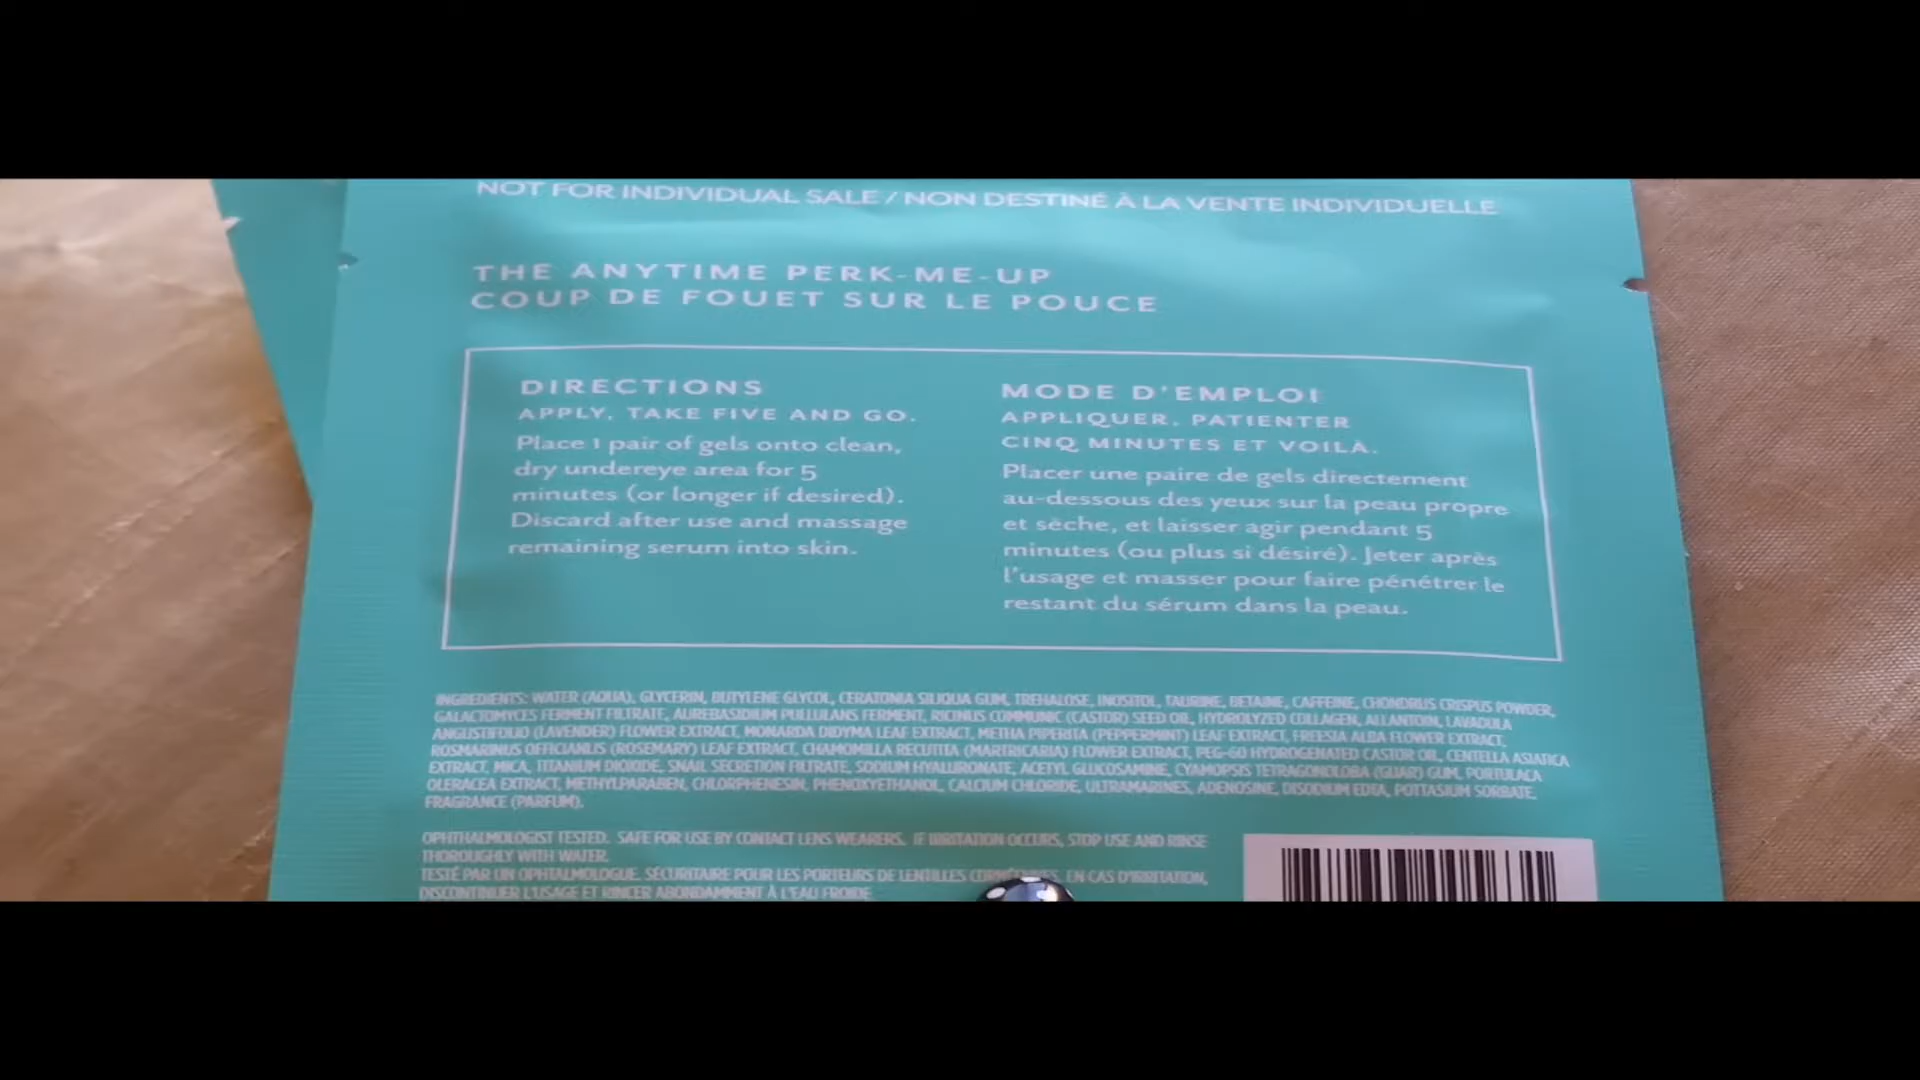 NOT FOR INDIVIDUAL SALE / NON DESTINÉ À LA VENTE INDIVIDUELLE
THE ANYTIME PERK-ME-UP
COUP DE FOUET SUR LE POUCE
DIRECTIONS
APPLY, TAKE FIVE AND GO.
Place 1 pair of gels onto clean,
dry undereye area for 5
minutes (or longer if desired).
Discard after use and massage
remaining serum into skin.
MODE D'EMPLOI
APPLIQUER, PATIENTER
CINQ MINUTES ET VOILÀ.
Placer une paire de gels directement
au-dessous des yeux sur la peau propre
et sèche, et laisser agir pendant 5
minutes (ou plus si désiré). Jeter après
l'usage et masser pour faire pénétrer le
restant du sérum dans la peau.
INGREDIENTS: WATER (AQUA), GLYCERIN, BUTYLENE GLYCOL, CERATONIA SILIQUA GUM, TREHALOSE, INOSITOL, TAURINE, BETAINE, CAFFEINE, CHONDRUS CRISPUS POWDER,
GALACTOMYCES FERMENT FILTRATE, AUREBASIDIUM PULLULANS FERMENT, RICINUS COMMUNIC (CASTOR) SEED OIL, HYDROLYZED COLLAGEN, ALLANTOIN, LAVADULA
ANGUSTIFOLIO (LAVENDER) FLOWER EXTRACT, MONARDA DIDYMA LEAF EXTRACT, METHA PIPERITA (PEPPERMINT) LEAF EXTRACT, FREESIA ALBA FLOWER EXTRACT,
ROSMARINUS OFFICIANLIS (ROSEMARY) LEAF EXTRACT, CHAMOMILLA RECUTITA (MARTRICARIA) FLOWER EXTRACT, PEG-60 HYDROGENATED CASTOR OIL, CENTELLA ASIATICA
EXTRACT, MICA, TITANIUM DIOXIDE, SNAIL SECRETION FILTRATE, SODIUM HYALURONATE, ACETYL GLUCOSAMINE, CYAMOPSIS TETRAGONOLOBA (GUAR) GUM, PORTULACA
OLERACEA EXTRACT, METHYLPARABEN, CHLORPHENESIN, PHENOXYETHANOL, CALCIUM CHLORIDE, ULTRAMARINES, ADENOSINE, DISODIUM EDTA, POTTASIUM SORBATE,
FRAGRANCE (PARFUM).
OPHTHALMOLOGIST TESTED. SAFE FOR USE BY CONTACT LENS WEARERS. IF IRRITATION OCCURS, STOP USE AND RINSE
THOROUGHLY WITH WATER.
TESTÉ PAR UN OPHTALMOLOGUE. SÉCURITAIRE POUR LES PORTEURS DE LENTILLES EN CAS D'IRRITATION,
DISCONTINUER L'USAGE ET RINCER ABONDAMMENT À L'EAU FROIDE